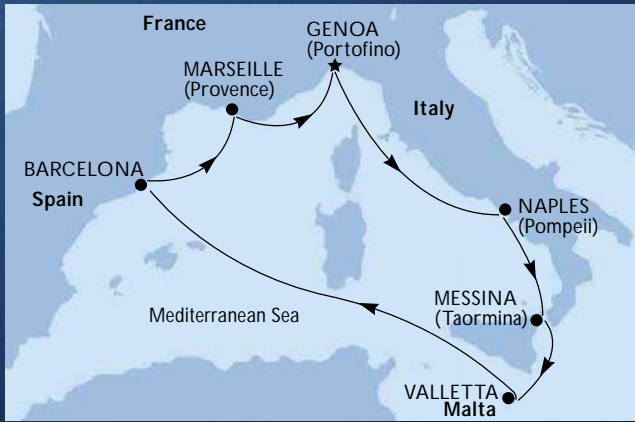 France
GENOA
(Portofino)
MARSEILLE
(Provence)
Italy
BARCELONA
Spain
NAPLES
(Pompeii)
MESSINA
(Taormina)
Mediterranean Sea
VALLETTA
Malta